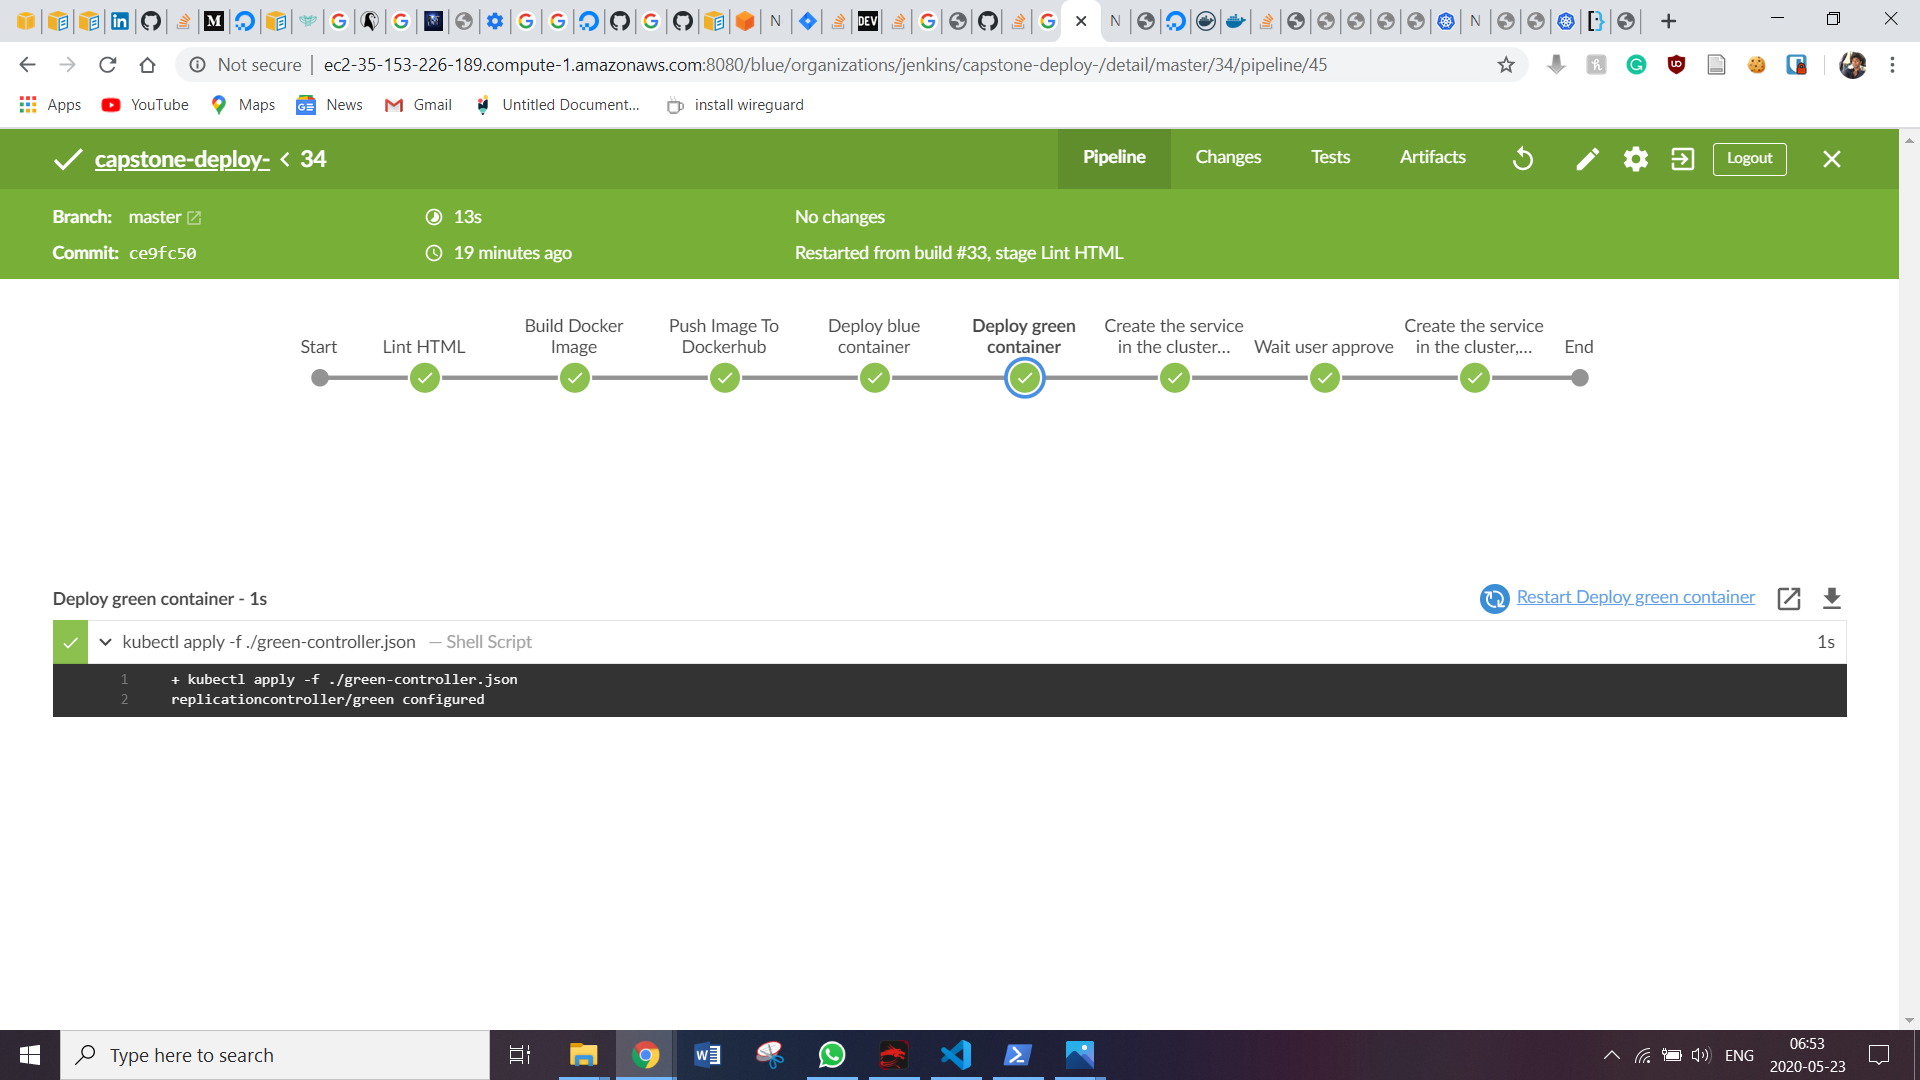 Not secure | ec2-35-153-226-189.compute-1.amazonaws.com:8080/blue/organizations/jenkins/capstone-deploy-/detail/master/34/pipeline/45
Apps YouTube Maps News Gmail Untitled Document... install wireguard
capstone-deploy- < 34 Pipeline Changes Tests Artifacts Logout
Branch: master 13s No changes
Commit: ce9fc50 19 minutes ago Restarted from build #33, stage Lint HTML
Start
Lint HTML
Build Docker
Image
Push Image To
Dockerhub
Deploy blue
container
Deploy green
container
Create the service
in the cluster...
Wait user approve
Create the service
in the cluster,...
End
Deploy green container - 1s Restart Deploy green container
kubectl apply -f ./green-controller.json — Shell Script 1s
1 + kubectl apply -f ./green-controller.json
2 replicationcontroller/green configured
Type here to search ENG
06:53
2020-05-23